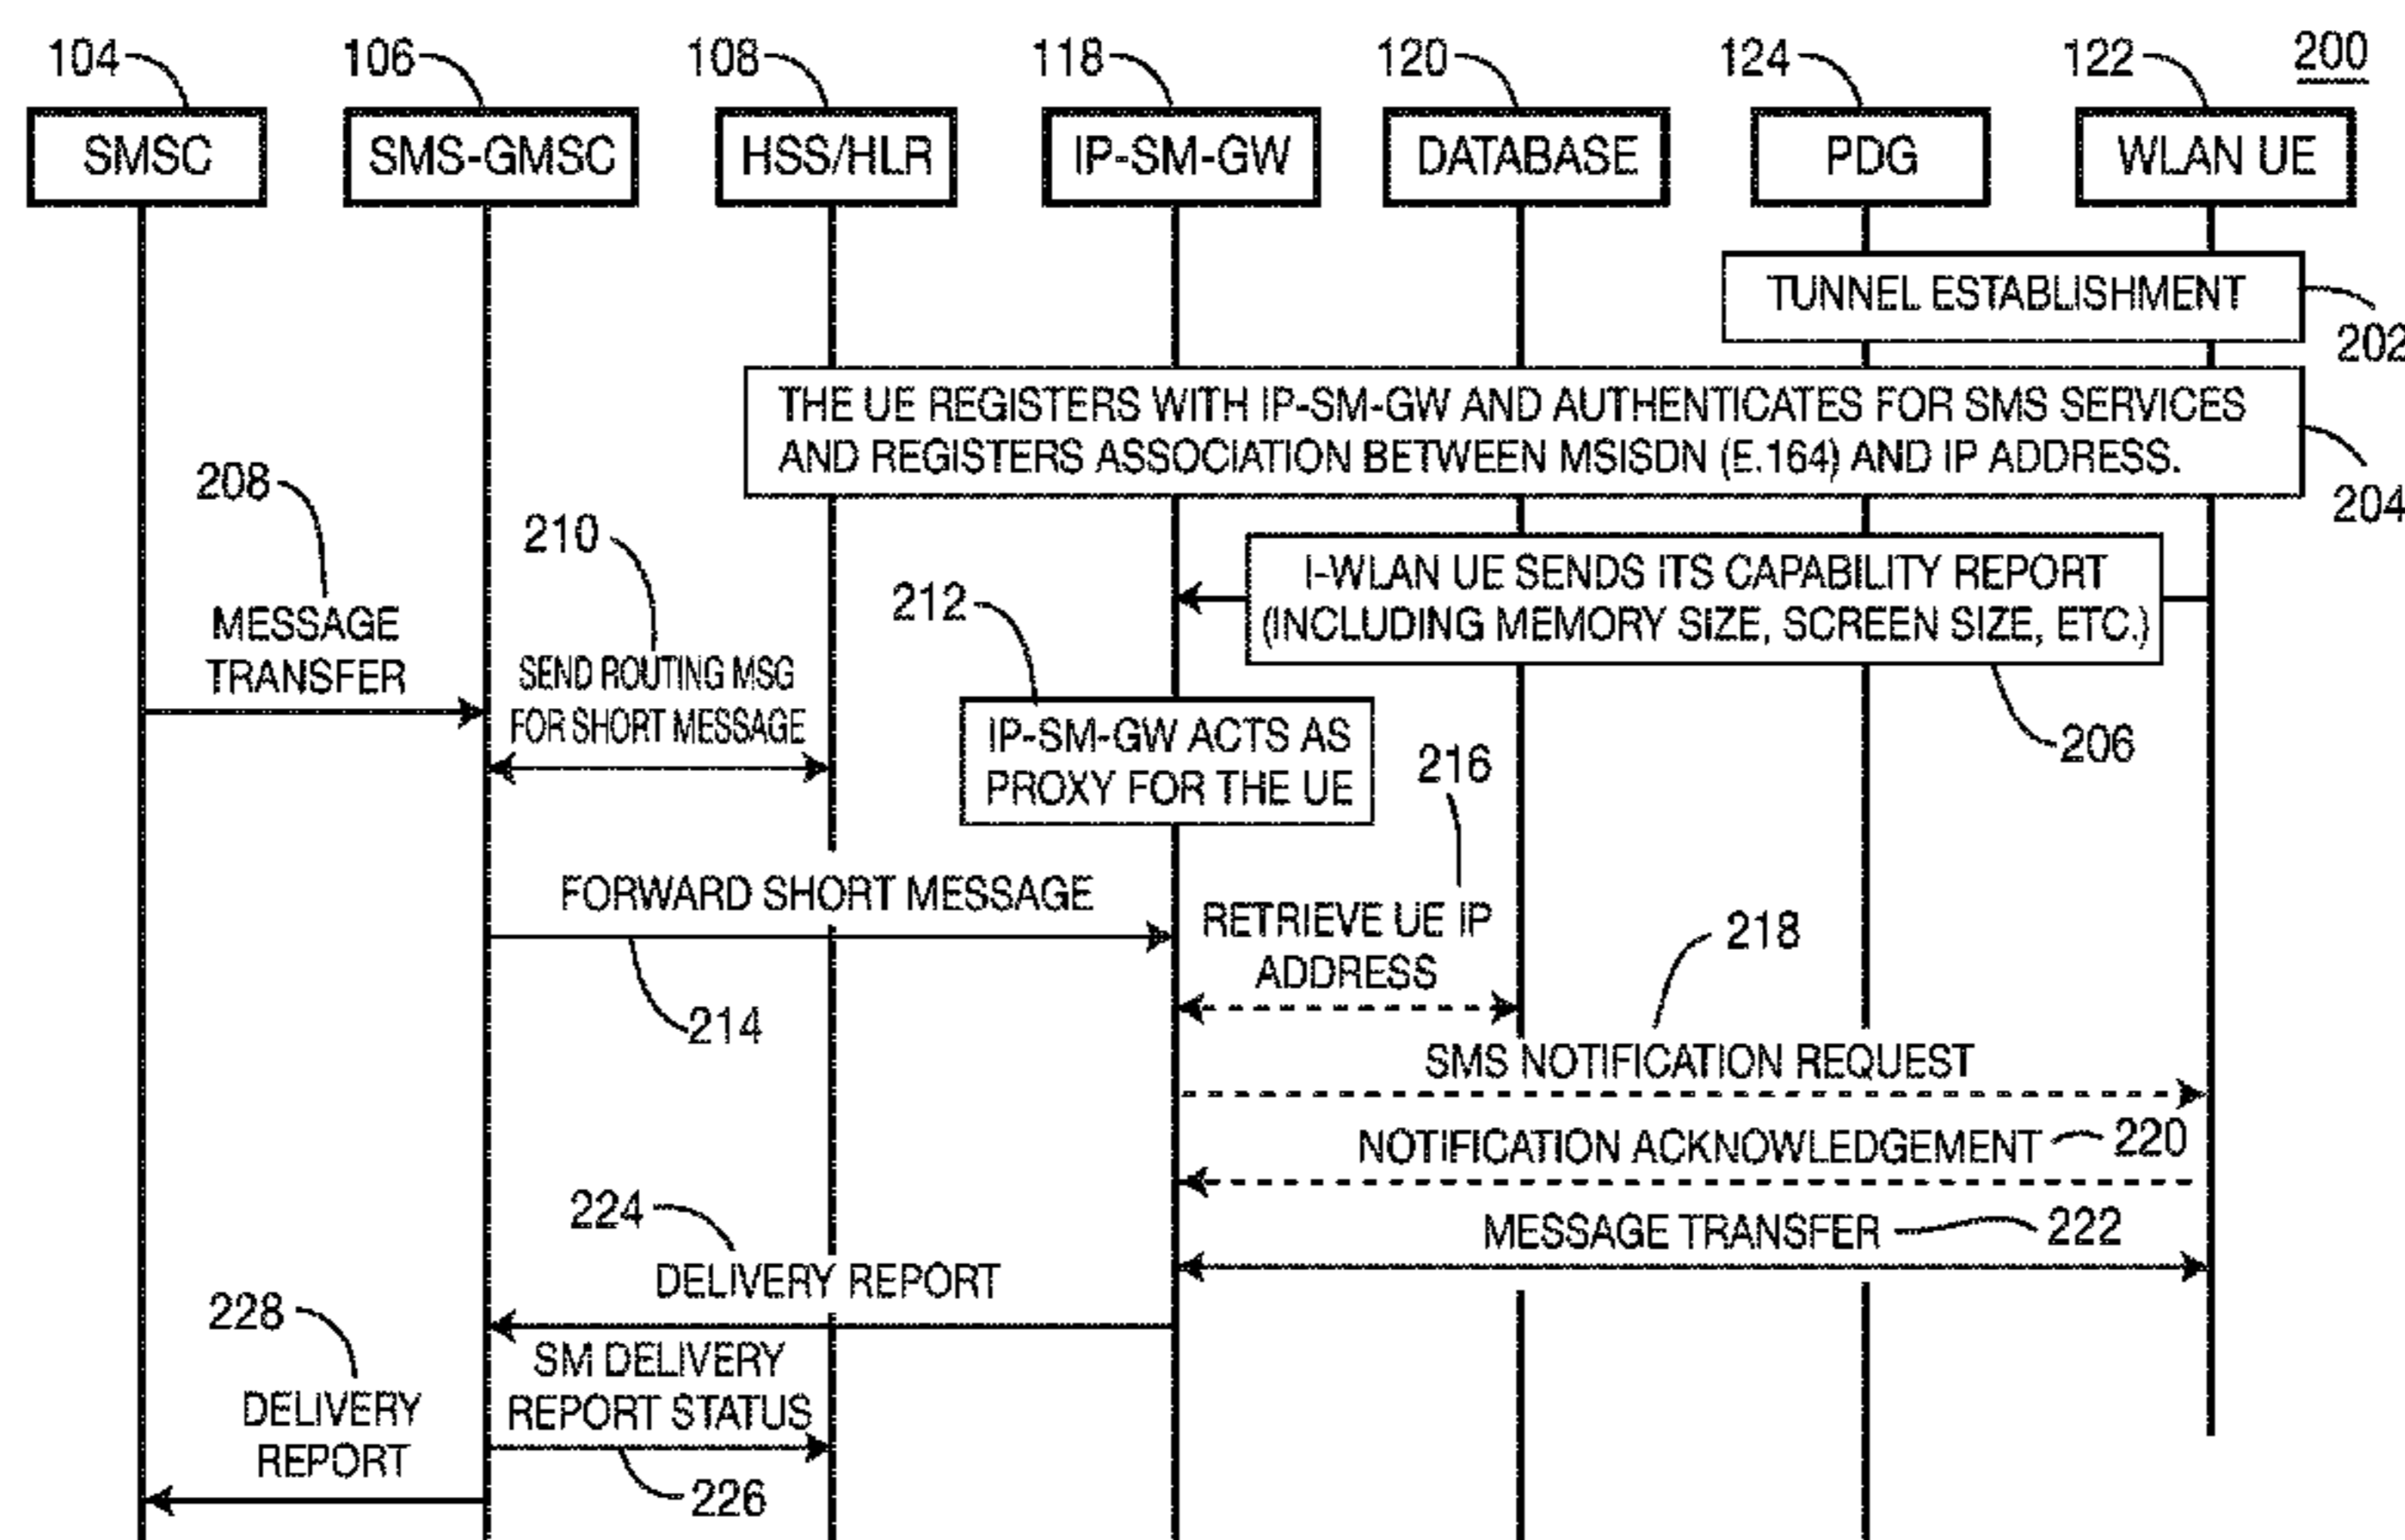 104
106
108
118
120
124
122
200
SMSC
SMS-GMSC
HSS/HLR
IP-SM-GW
DATABASE
PDG
WLAN UE
TUNNEL ESTABLISHMENT
202
THE UE REGISTERS WITH IP-SM-GW AND AUTHENTICATES FOR SMS SERVICES
AND REGISTERS ASSOCIATION BETWEEN MSISDN (E.164) AND IP ADDRESS.
204
208
MESSAGE
TRANSFER
210
SEND ROUTING MSG
FOR SHORT MESSAGE
I-WLAN UE SENDS ITS CAPABILITY REPORT
(INCLUDING MEMORY SIZE, SCREEN SIZE, ETC.)
206
212
IP-SM-GW ACTS AS
PROXY FOR THE UE
FORWARD SHORT MESSAGE
214
216
RETRIEVE UE IP
ADDRESS
218
SMS NOTIFICATION REQUEST
NOTIFICATION ACKNOWLEDGEMENT
220
MESSAGE TRANSFER
222
224
DELIVERY REPORT
SM DELIVERY
REPORT STATUS
226
228
DELIVERY
REPORT